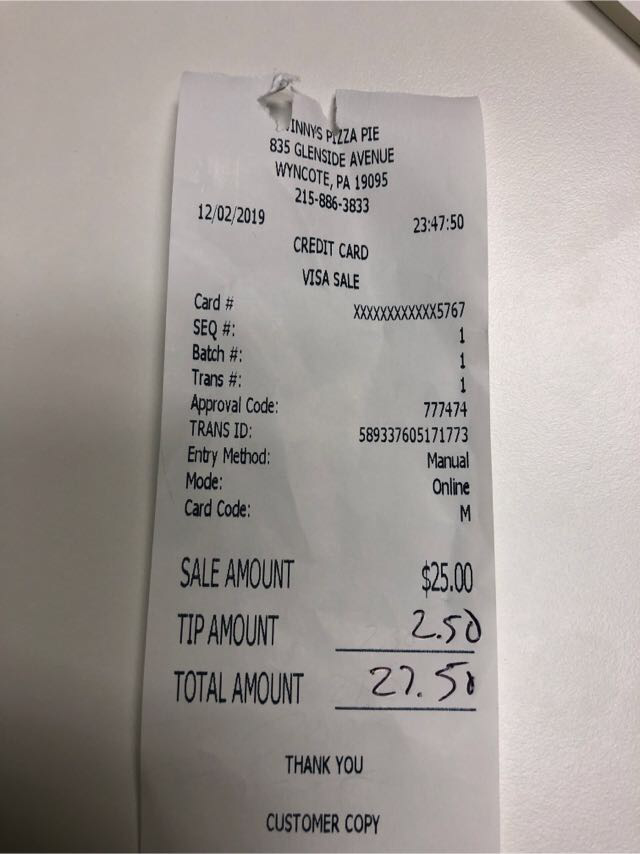 INNYS PIZZA PIE
835 GLENSIDE AVENUE
WYNCOTE, PA 19095
215-886-3833
12/02/2019 23:47:50
CREDIT CARD
VISA SALE
Card # XXXXXXXXXXXX5767
SEQ #: 1
Batch #: 1
Trans #: 1
Approval Code: 777474
TRANS ID: 589337605171773
Entry Method: Manual
Mode: Online
Card Code: M
SALE AMOUNT $25.00
TIP AMOUNT 2.50
TOTAL AMOUNT 27.50
THANK YOU
CUSTOMER COPY